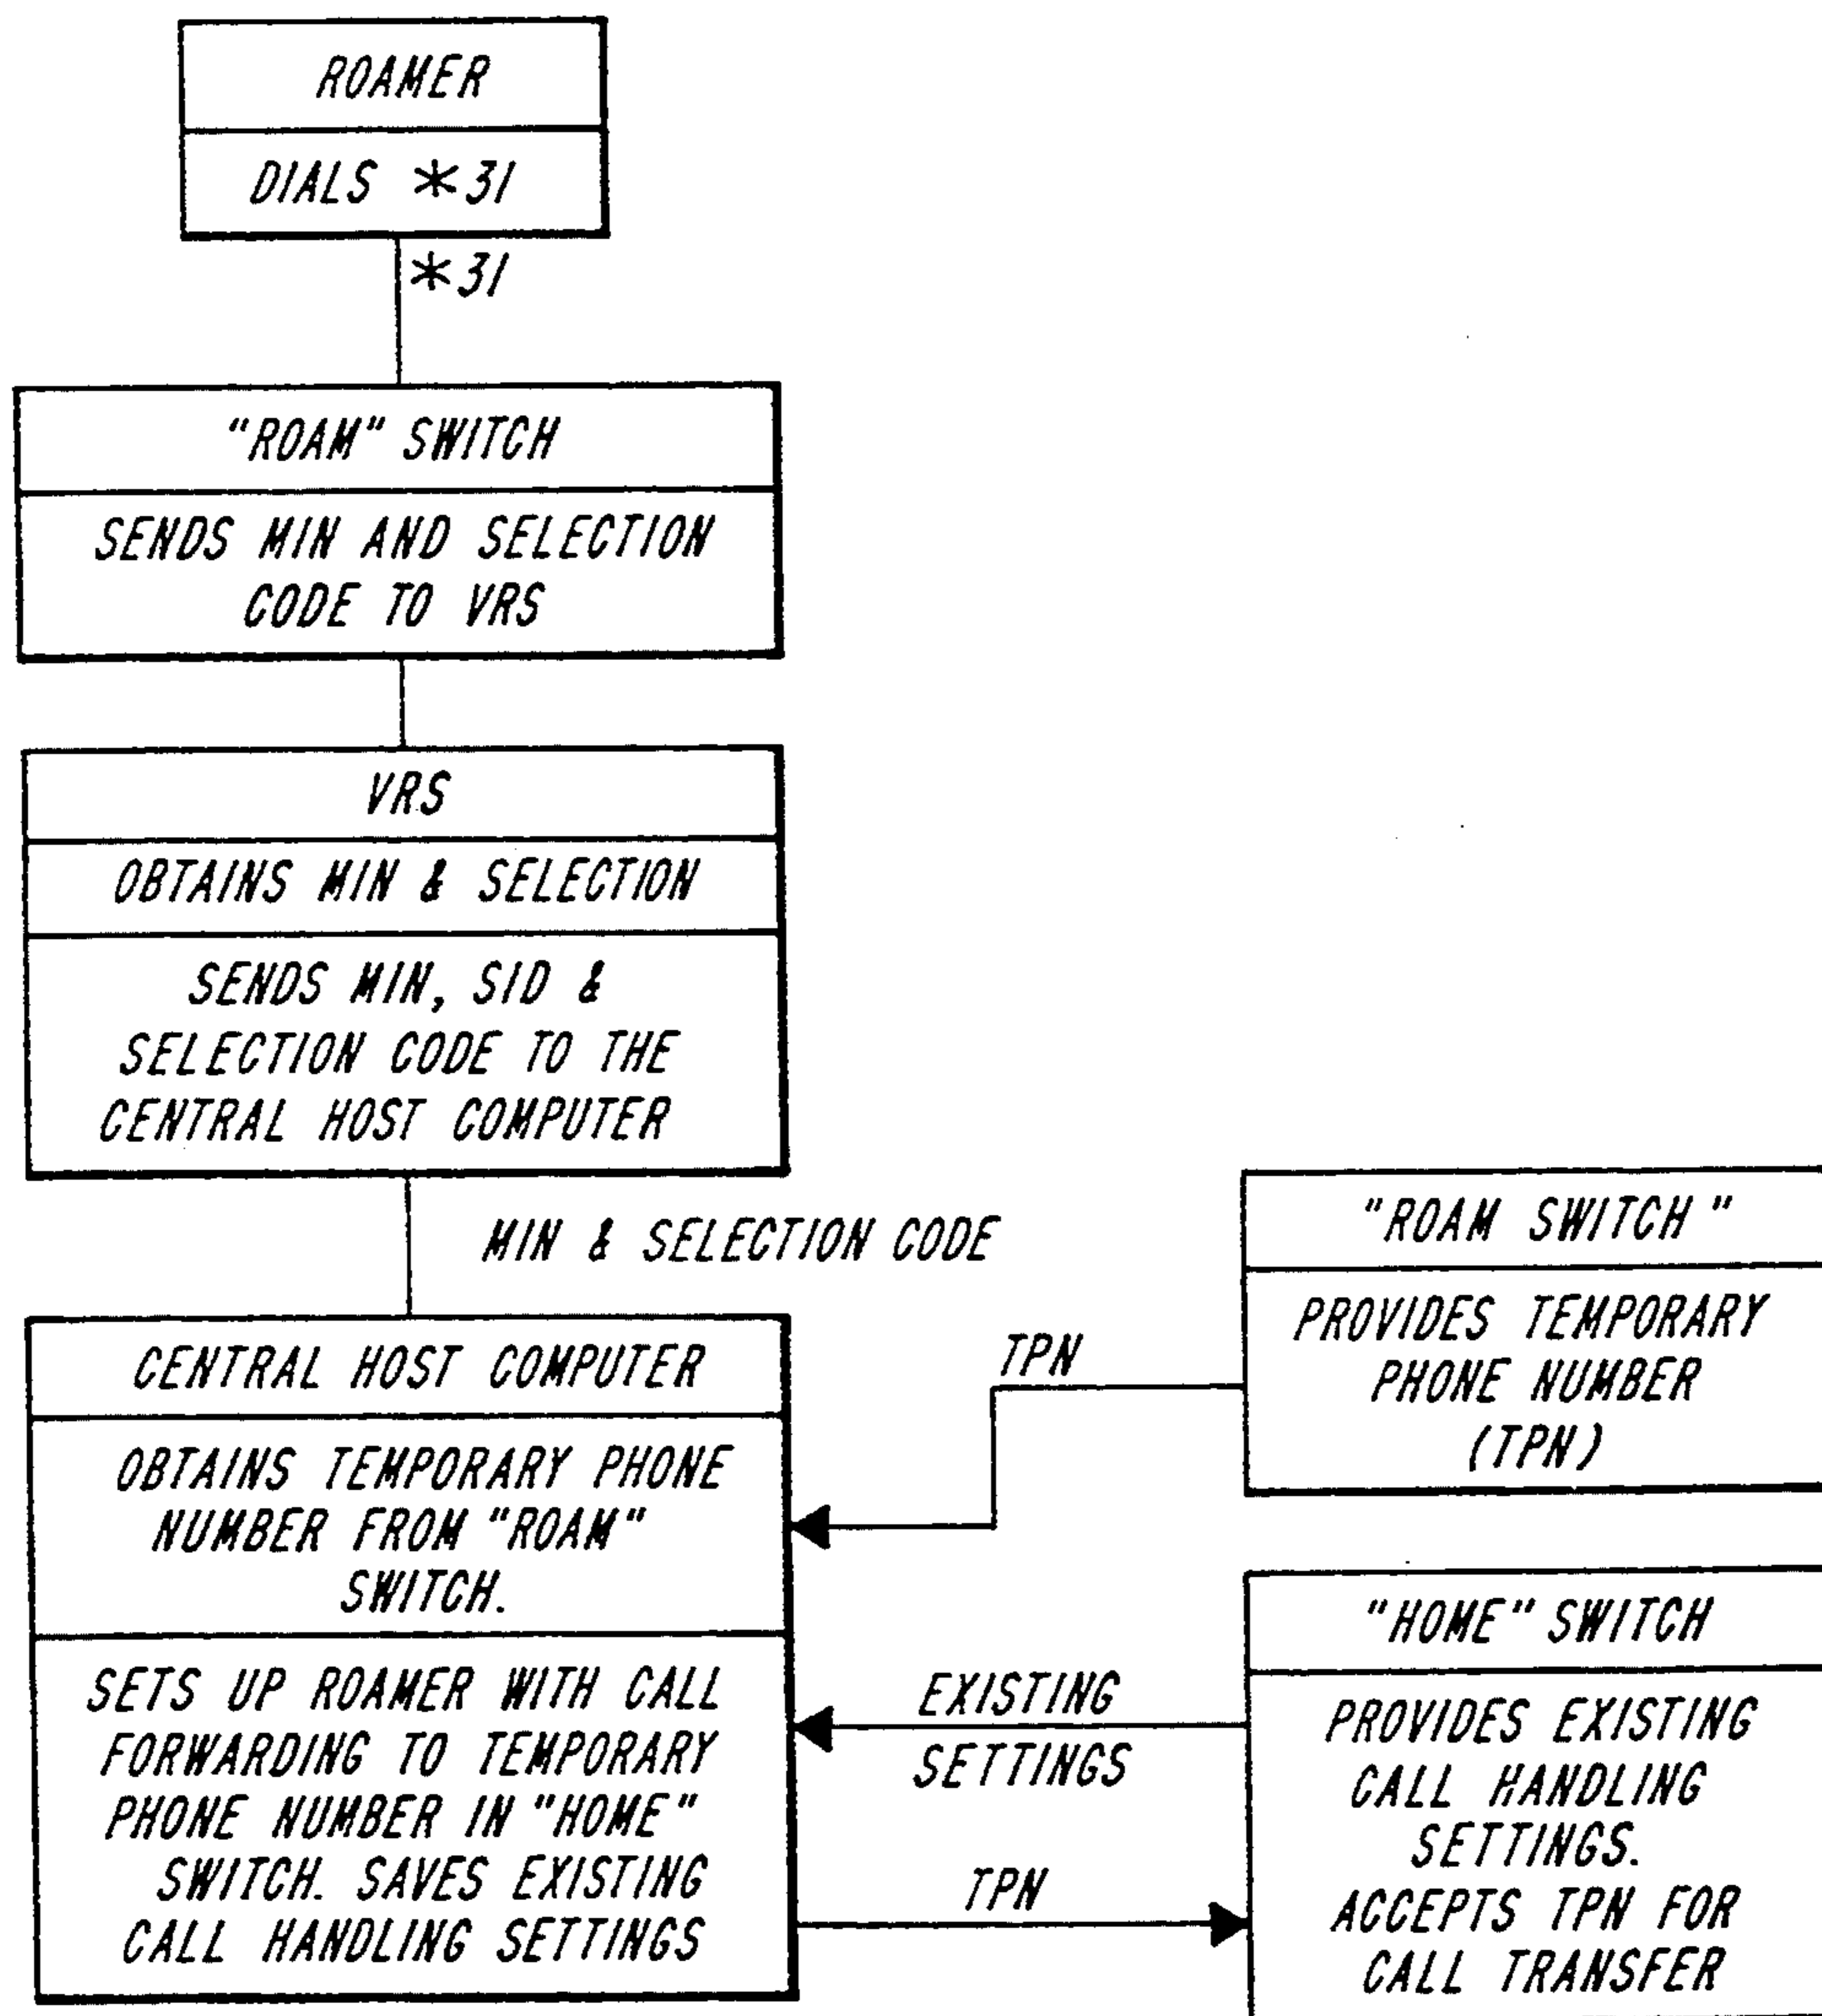 ROAMER
DIALS *31
*31
"ROAM" SWITCH
SENDS MIN AND SELECTION
CODE TO VRS
VRS
OBTAINS MIN & SELECTION
SENDS MIN, SID &
SELECTION CODE TO THE
CENTRAL HOST COMPUTER
MIN & SELECTION CODE
CENTRAL HOST COMPUTER
OBTAINS TEMPORARY PHONE
NUMBER FROM "ROAM"
SWITCH.
SETS UP ROAMER WITH CALL
FORWARDING TO TEMPORARY
PHONE NUMBER IN "HOME"
SWITCH. SAVES EXISTING
CALL HANDLING SETTINGS
TPN
"ROAM SWITCH"
PROVIDES TEMPORARY
PHONE NUMBER
(TPN)
EXISTING
SETTINGS
TPN
"HOME" SWITCH
PROVIDES EXISTING
CALL HANDLING
SETTINGS.
ACCEPTS TPN FOR
CALL TRANSFER